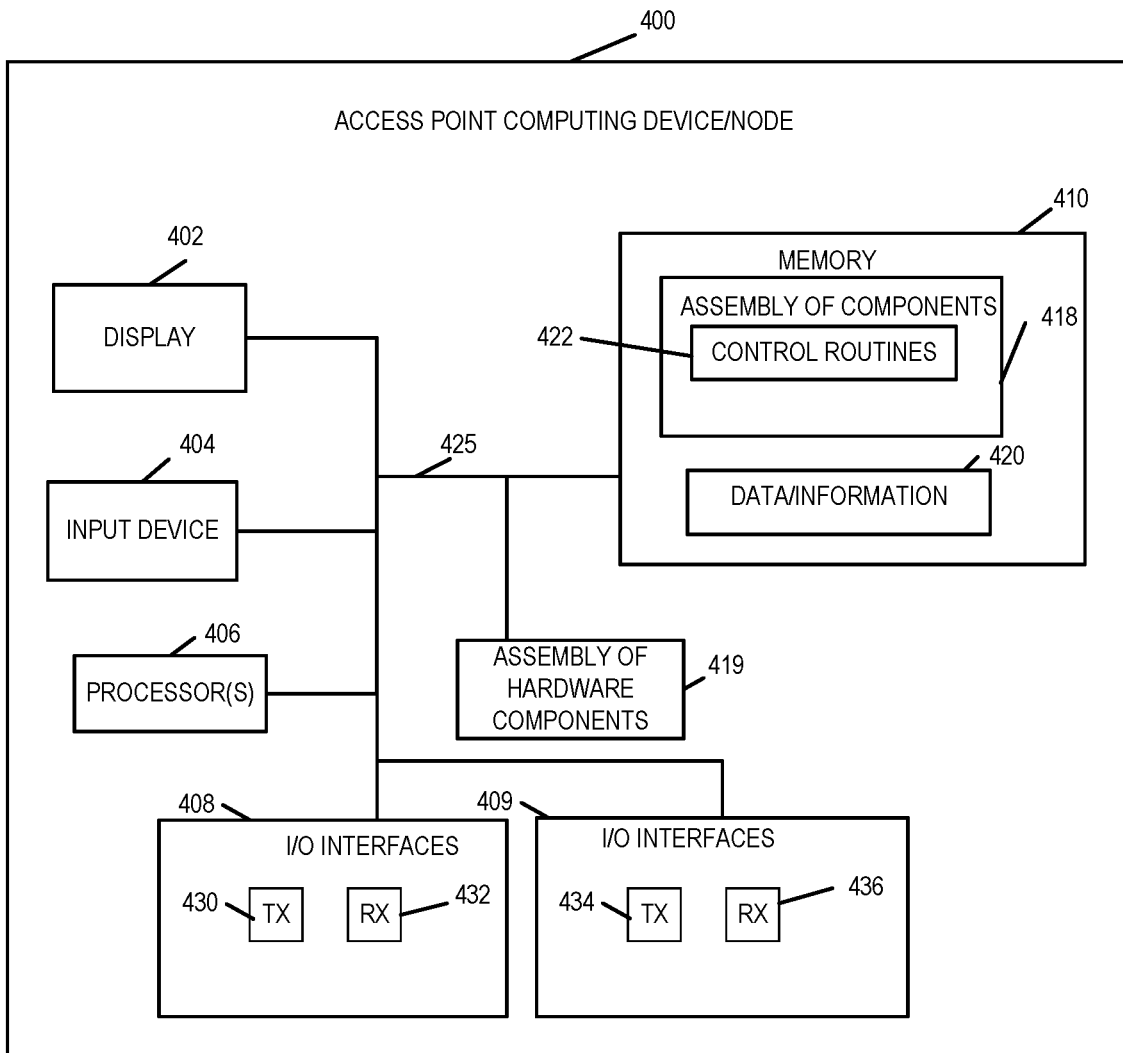 400
ACCESS POINT COMPUTING DEVICE/NODE
410
402
MEMORY
ASSEMBLY OF COMPONENTS
418
DISPLAY
422
CONTROL ROUTINES
404
425
420
DATA/INFORMATION
INPUT DEVICE
406
ASSEMBLY OF
HARDWARE
COMPONENTS
419
PROCESSOR(S)
408
409
I/O INTERFACES
I/O INTERFACES
430
TX
RX
432
434
TX
RX
436